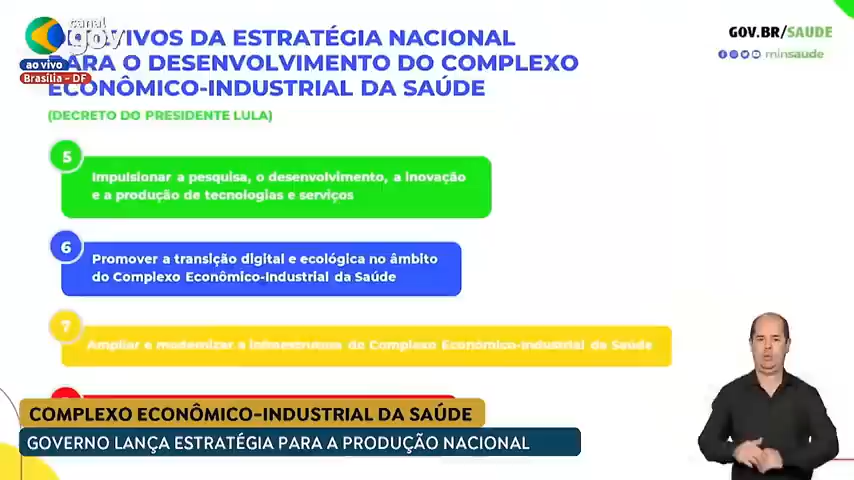 canal
gov
ao vivo
Brasília - DF
TIVOS DA ESTRATÉGIA NACIONAL
PARA O DESENVOLVIMENTO DO COMPLEXO
ECONÔMICO-INDUSTRIAL DA SAÚDE
(DECRETO DO PRESIDENTE LULA)
GOV.BR/SAUDE
minsaude
5
Impulsionar a pesquisa, o desenvolvimento, a inovação
e a produção de tecnologias e serviços
6
Promover a transição digital e ecológica no âmbito
do Complexo Econômico-Industrial da Saúde
7
Ampliar e modernizar a infraestrutura do Complexo Econômico-Industrial da Saúde
COMPLEXO ECONÔMICO-INDUSTRIAL DA SAÚDE
GOVERNO LANÇA ESTRATÉGIA PARA A PRODUÇÃO NACIONAL